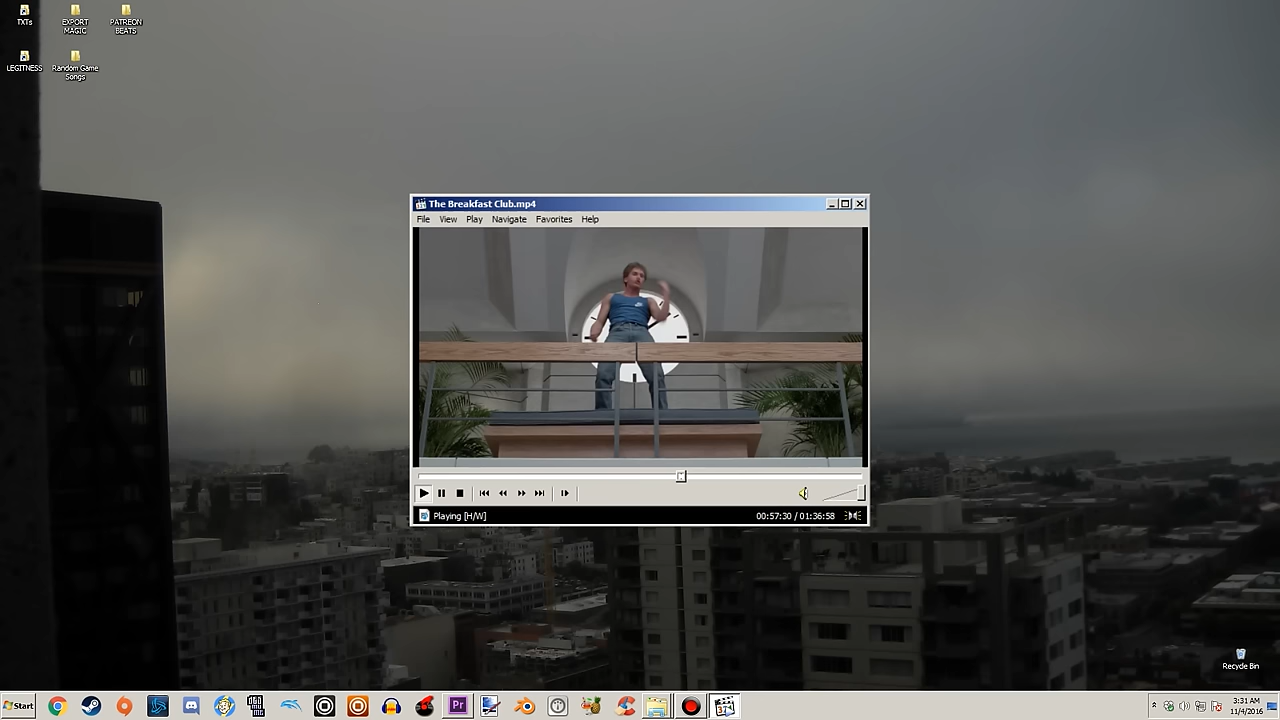 TXTs
EXPORT
MAGIC
PATREON
BEATS
LEGITNESS
Random Game
Songs
The Breakfast Club.mp4
File View Play Navigate Favorites Help
Playing [H/W]
00:57:30 / 01:36:58
Recycle Bin
Start
Pr
3:31 AM
11/4/2016